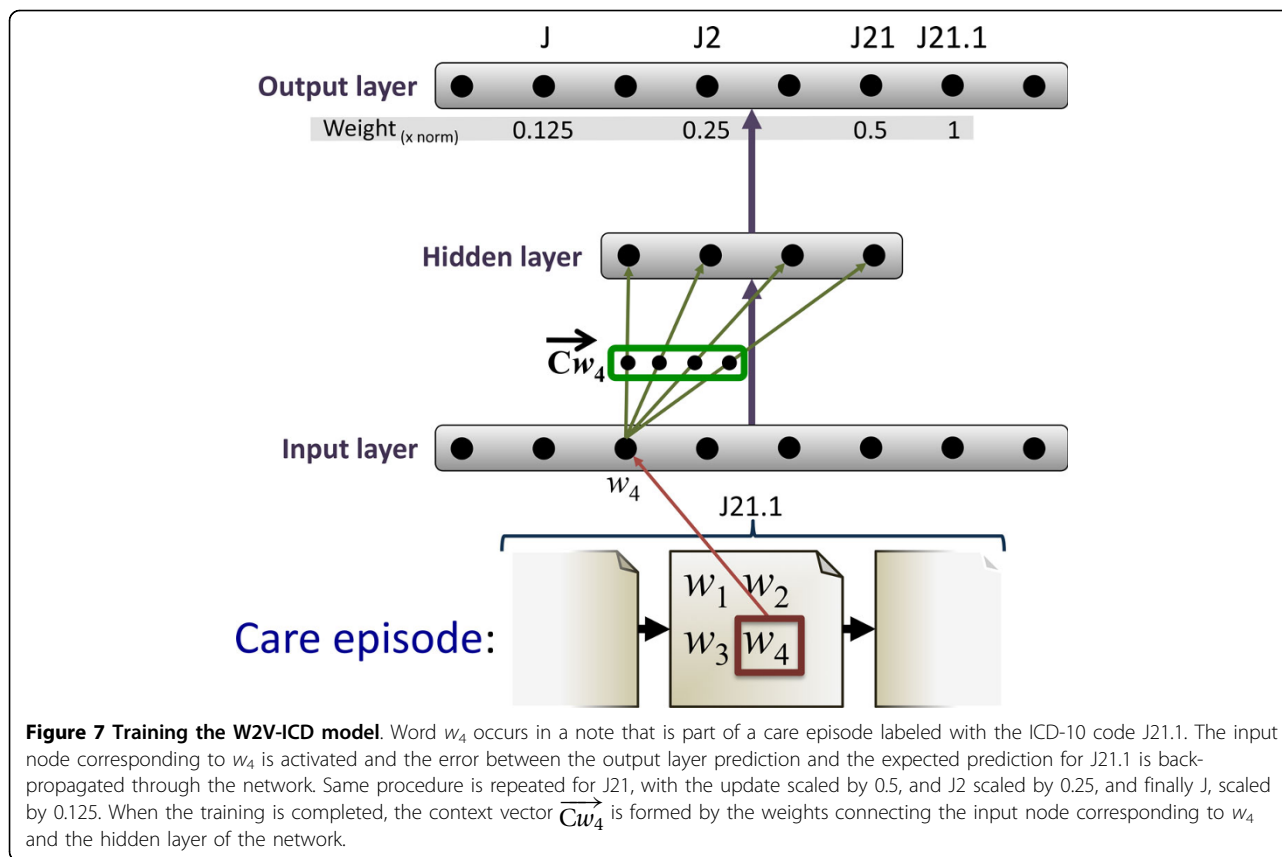 J J2 J21 J21.1
Output layer
Weight (x norm) 0.125 0.25 0.5 1
Hidden layer
Cw4
Input layer
w4
J21.1
w1 w2
Care episode:
w3 w4
Figure 7 Training the W2V-ICD model. Word w4 occurs in a note that is part of a care episode labeled with the ICD-10 code J21.1. The input
node corresponding to w4 is activated and the error between the output layer prediction and the expected prediction for J21.1 is back-
propagated through the network. Same procedure is repeated for J21, with the update scaled by 0.5, and J2 scaled by 0.25, and finally J, scaled
by 0.125. When the training is completed, the context vector Cw4 is formed by the weights connecting the input node corresponding to w4
and the hidden layer of the network.